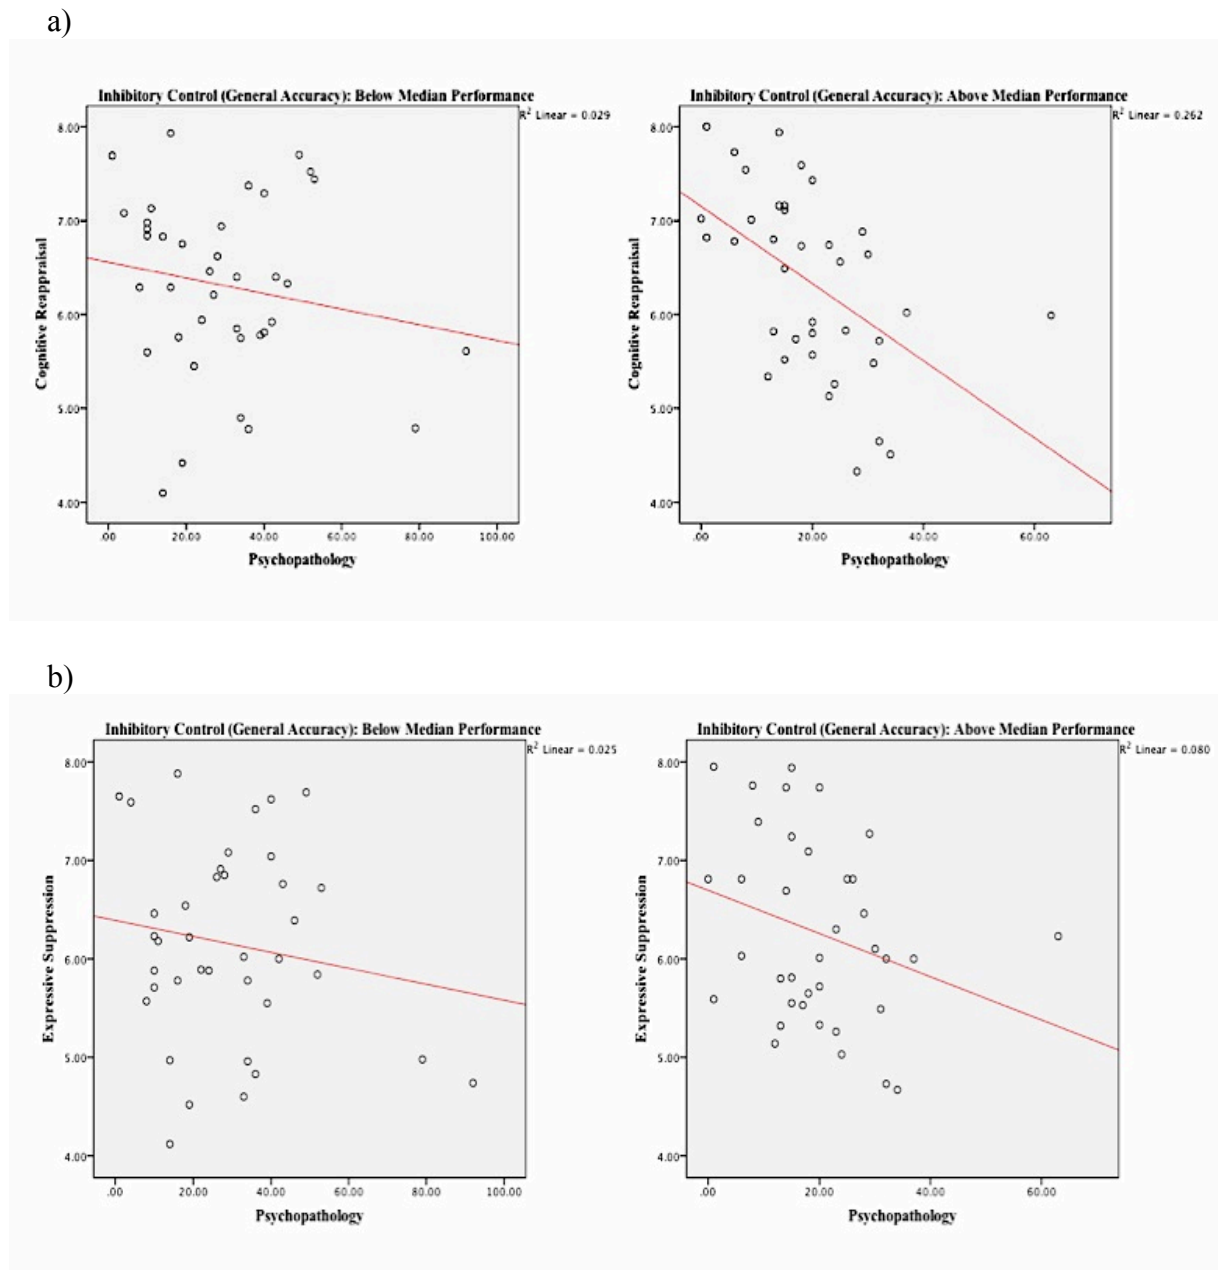 a)
Inhibitory Control (General Accuracy): Below Median Performance
R² Linear = 0.029
8.00
7.00
6.00
5.00
4.00
Cognitive Reappraisal
.00 20.00 40.00 60.00 80.00 100.00
Psychopathology
Inhibitory Control (General Accuracy): Above Median Performance
R² Linear = 0.262
8.00
7.00
6.00
5.00
4.00
Cognitive Reappraisal
.00 20.00 40.00 60.00
Psychopathology
b)
Inhibitory Control (General Accuracy): Below Median Performance
R² Linear = 0.025
8.00
7.00
6.00
5.00
4.00
Expressive Suppression
.00 20.00 40.00 60.00 80.00 100.00
Psychopathology
Inhibitory Control (General Accuracy): Above Median Performance
R² Linear = 0.080
8.00
7.00
6.00
5.00
4.00
Expressive Suppression
.00 20.00 40.00 60.00
Psychopathology